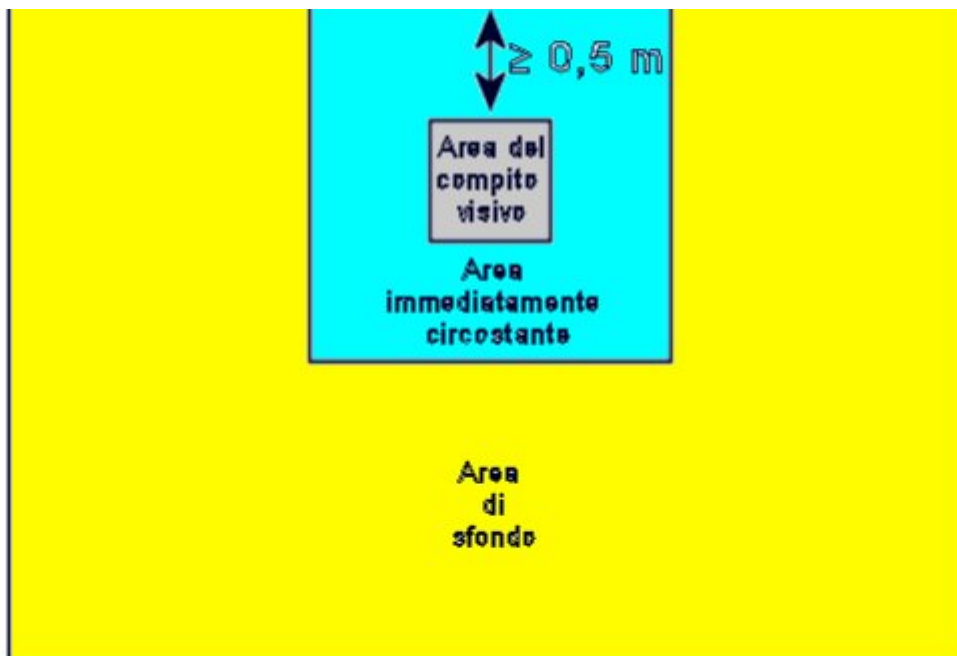 ≥ 0,5 m
Area del
compito
visivo
Area
immediatamente
circostante
Area
di
sfondo